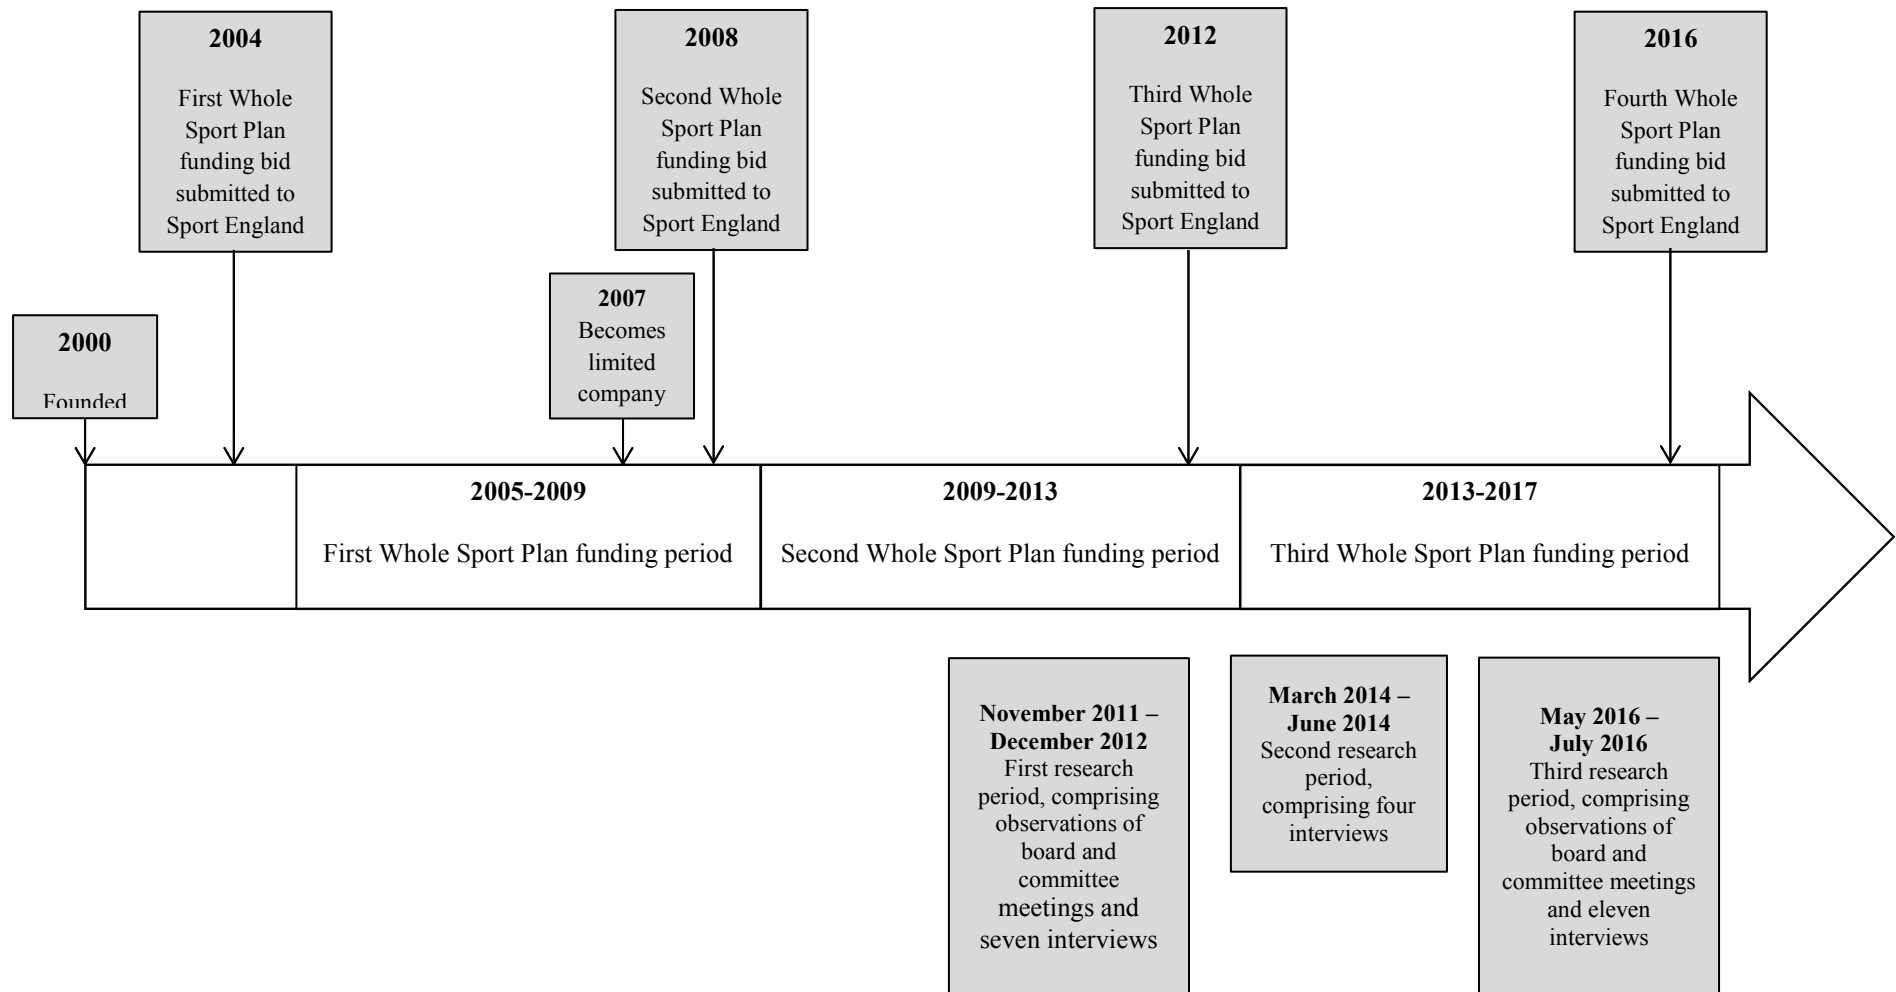 2004
First Whole
Sport Plan
funding bid
submitted to
Sport England
2008
Second Whole
Sport Plan
funding bid
submitted to
Sport England
2012
Third Whole
Sport Plan
funding bid
submitted to
Sport England
2016
Fourth Whole
Sport Plan
funding bid
submitted to
Sport England
2000
Founded
2007
Becomes
limited
company
2005-2009
First Whole Sport Plan funding period
2009-2013
Second Whole Sport Plan funding period
2013-2017
Third Whole Sport Plan funding period
November 2011 –
December 2012
First research
period, comprising
observations of
board and
committee
meetings and
seven interviews
March 2014 –
June 2014
Second research
period,
comprising four
interviews
May 2016 –
July 2016
Third research
period, comprising
observations of
board and
committee meetings
and eleven
interviews